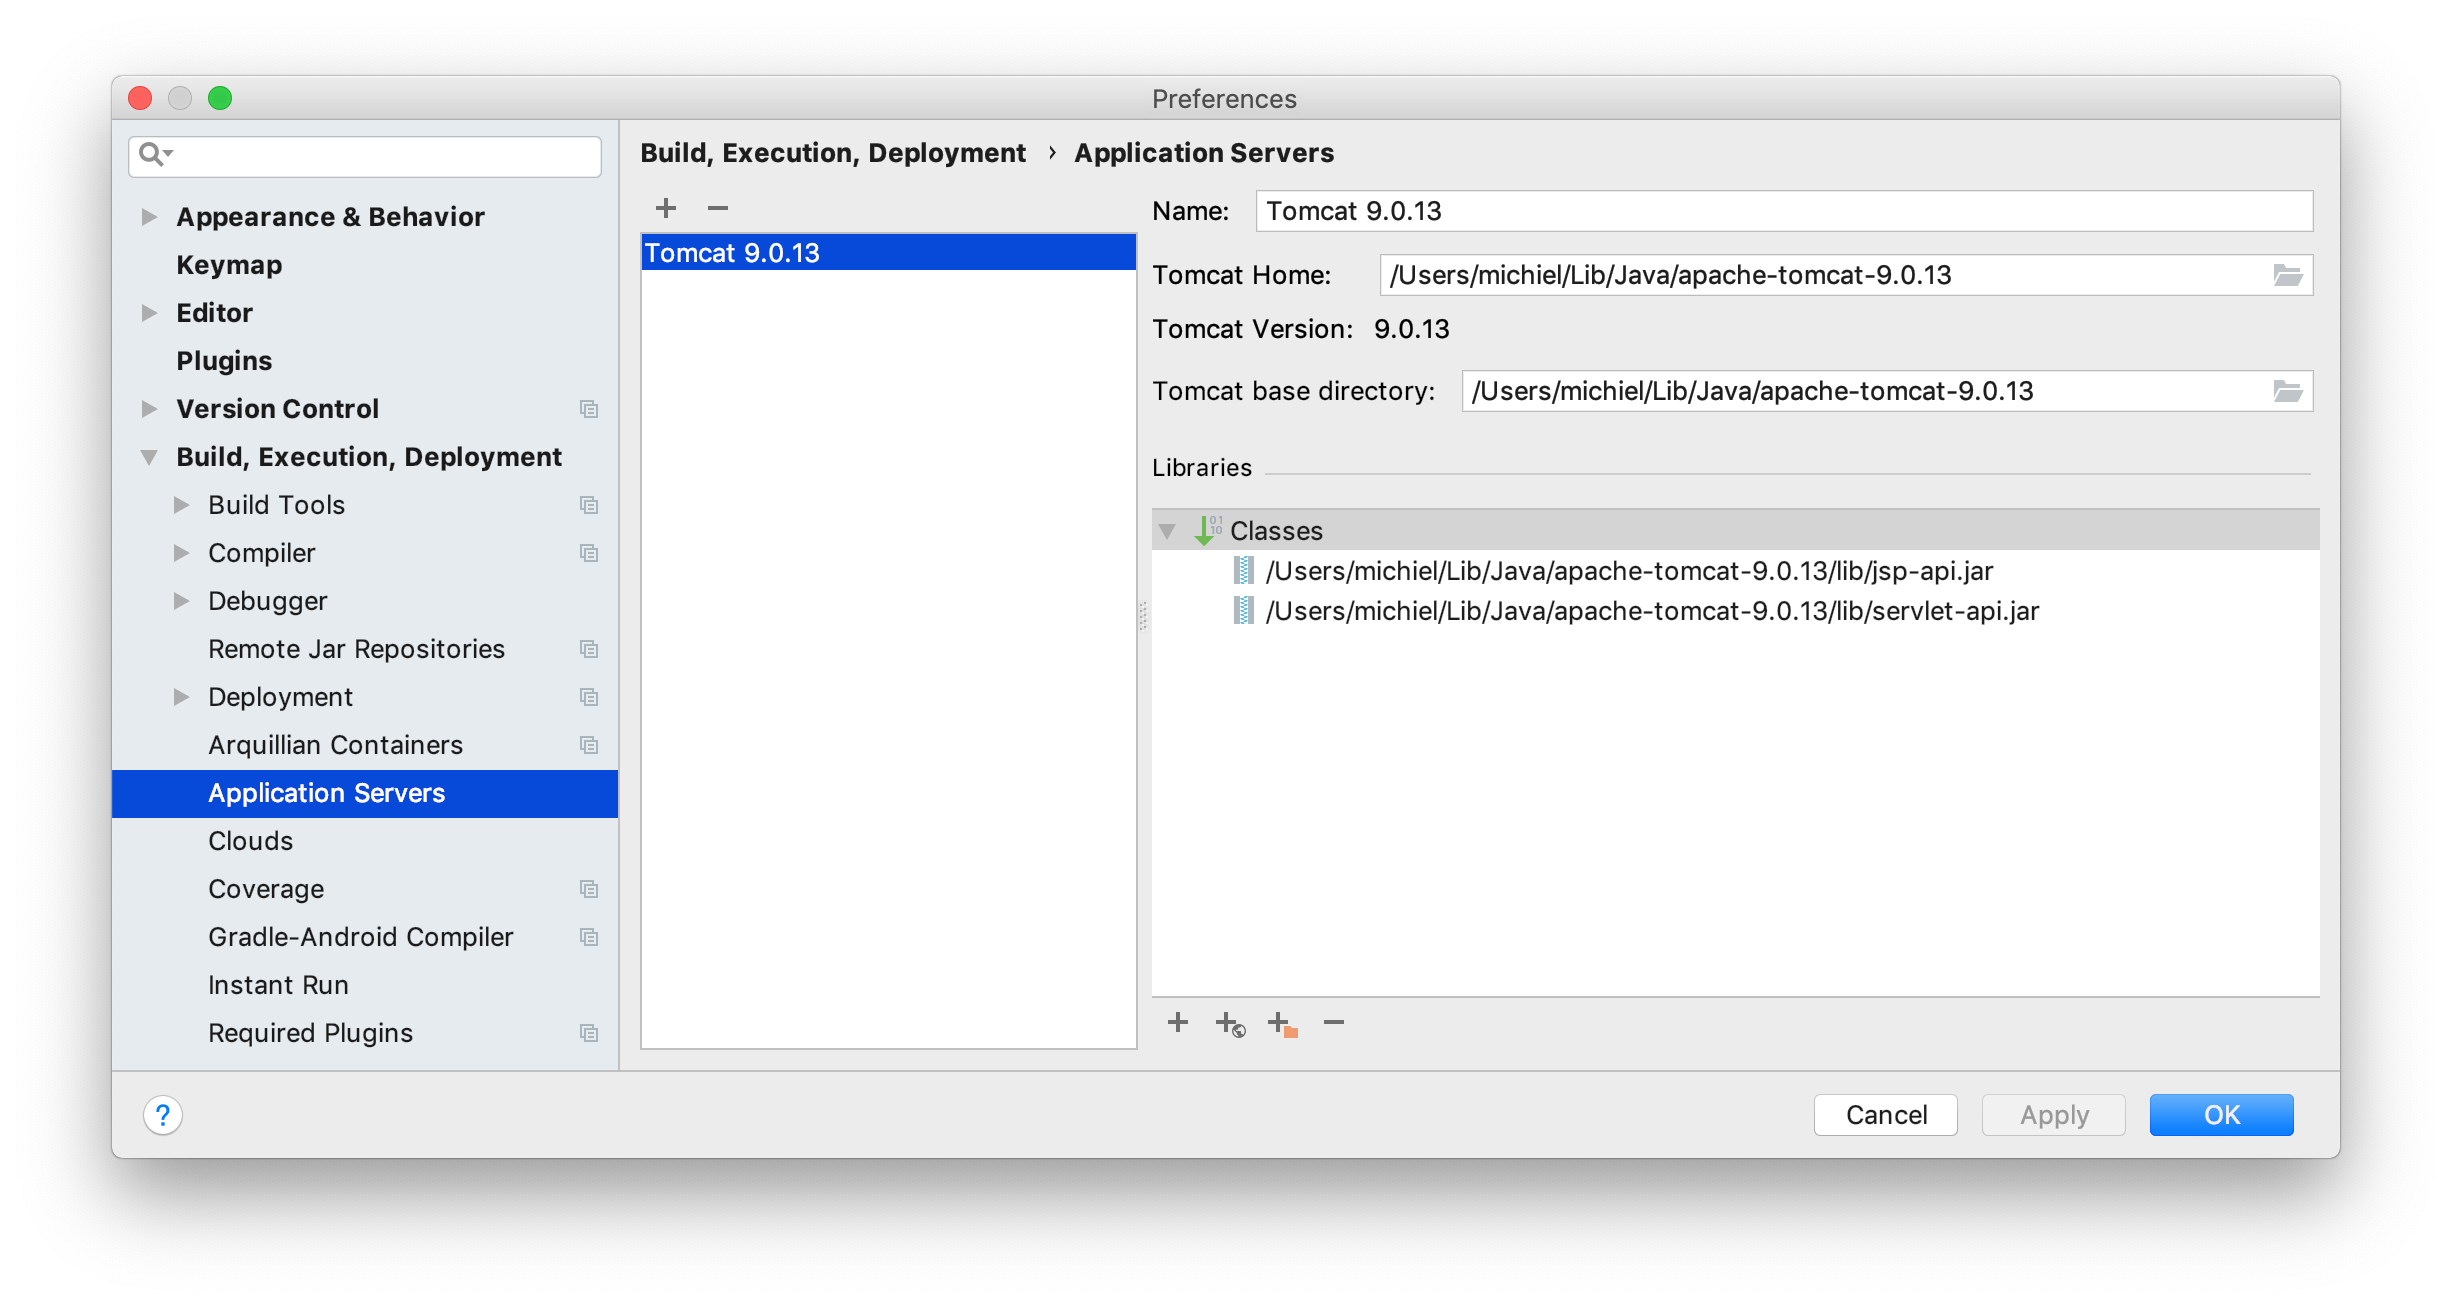 Preferences
Appearance & Behavior
Keymap
Editor
Plugins
Version Control
Build, Execution, Deployment
Build Tools
Compiler
Debugger
Remote Jar Repositories
Deployment
Arquillian Containers
Application Servers
Clouds
Coverage
Gradle-Android Compiler
Instant Run
Required Plugins
Build, Execution, Deployment › Application Servers
Tomcat 9.0.13
Name: Tomcat 9.0.13
Tomcat Home: /Users/michiel/Lib/Java/apache-tomcat-9.0.13
Tomcat Version: 9.0.13
Tomcat base directory: /Users/michiel/Lib/Java/apache-tomcat-9.0.13
Libraries
Classes
/Users/michiel/Lib/Java/apache-tomcat-9.0.13/lib/jsp-api.jar
/Users/michiel/Lib/Java/apache-tomcat-9.0.13/lib/servlet-api.jar
? Cancel Apply OK